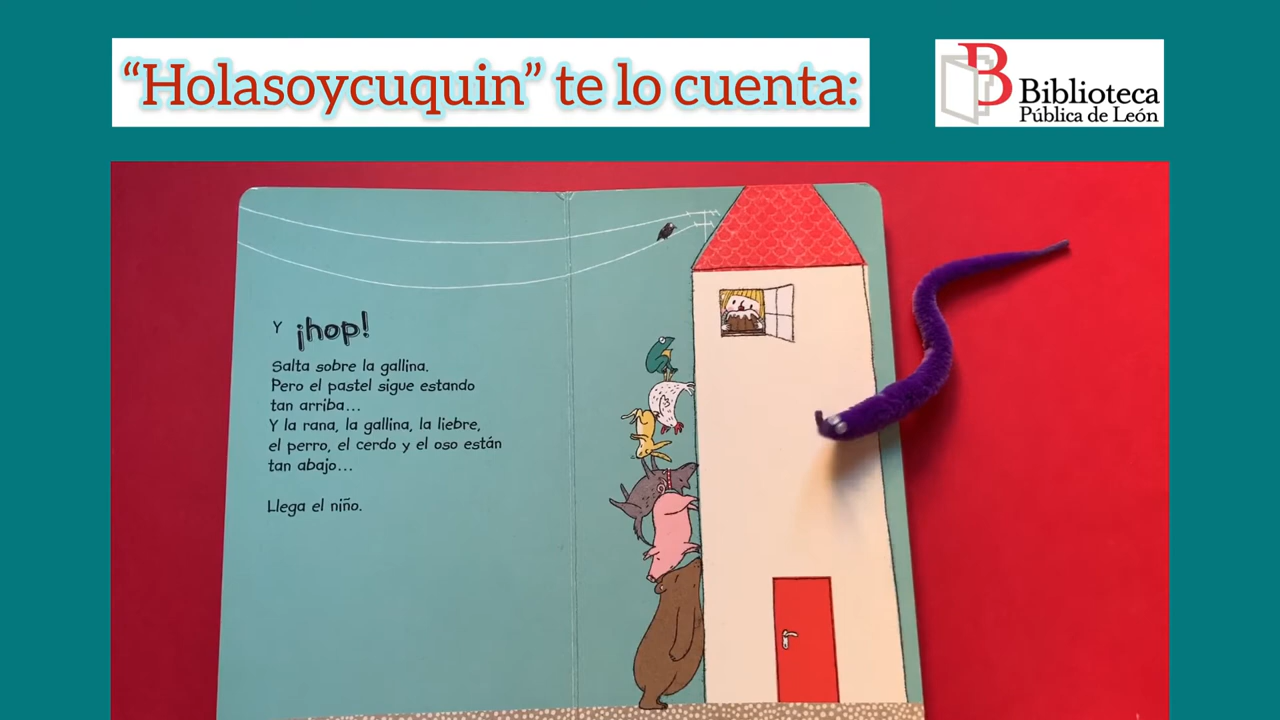 “Holasoycuquin” te lo cuenta:
B
Biblioteca
Pública de León
Y ¡hop!
Salta sobre la gallina.
Pero el pastel sigue estando
tan arriba...
Y la rana, la gallina, la liebre,
el perro, el cerdo y el oso están
tan abajo...
Llega el niño.